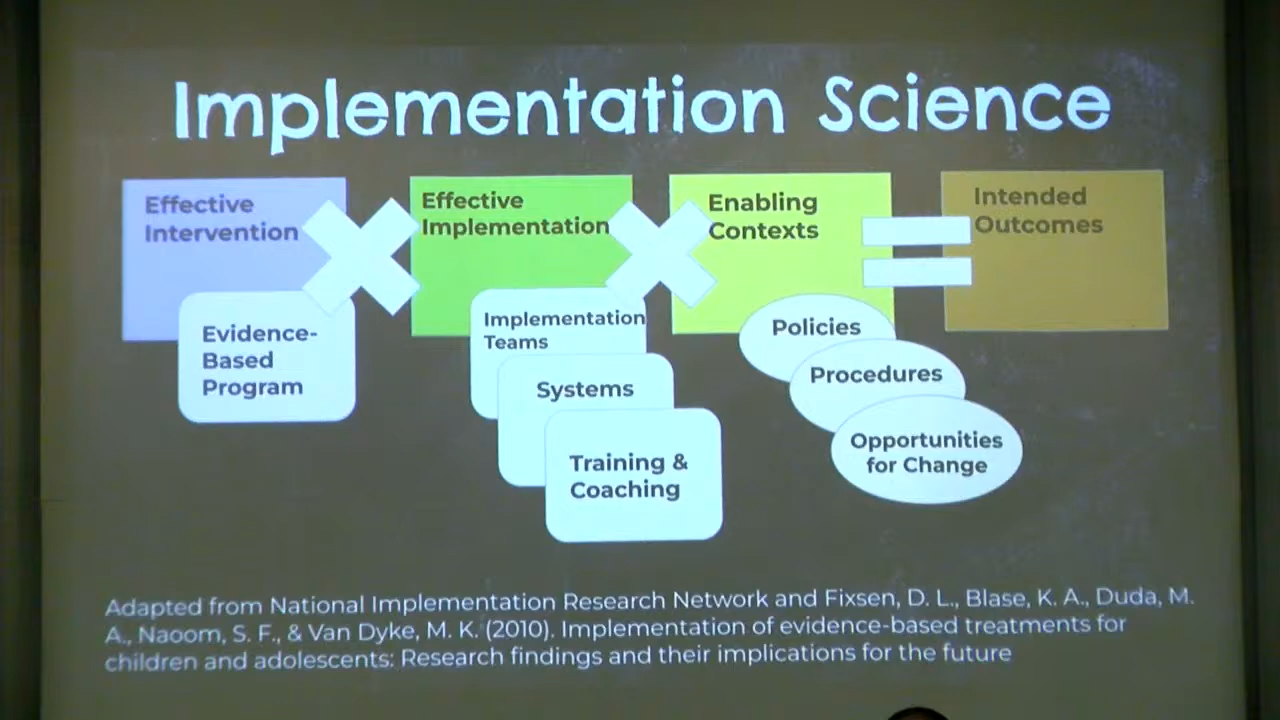 Implementation Science
Effective
Intervention
Effective
Implementation
Enabling
Contexts
Intended
Outcomes
Evidence-
Based
Program
Implementation
Teams
Systems
Training &
Coaching
Policies
Procedures
Opportunities
for Change
Adapted from National Implementation Research Network and Fixsen, D. L., Blase, K. A., Duda, M.
A., Naoom, S. F., & Van Dyke, M. K. (2010). Implementation of evidence-based treatments for
children and adolescents: Research findings and their implications for the future